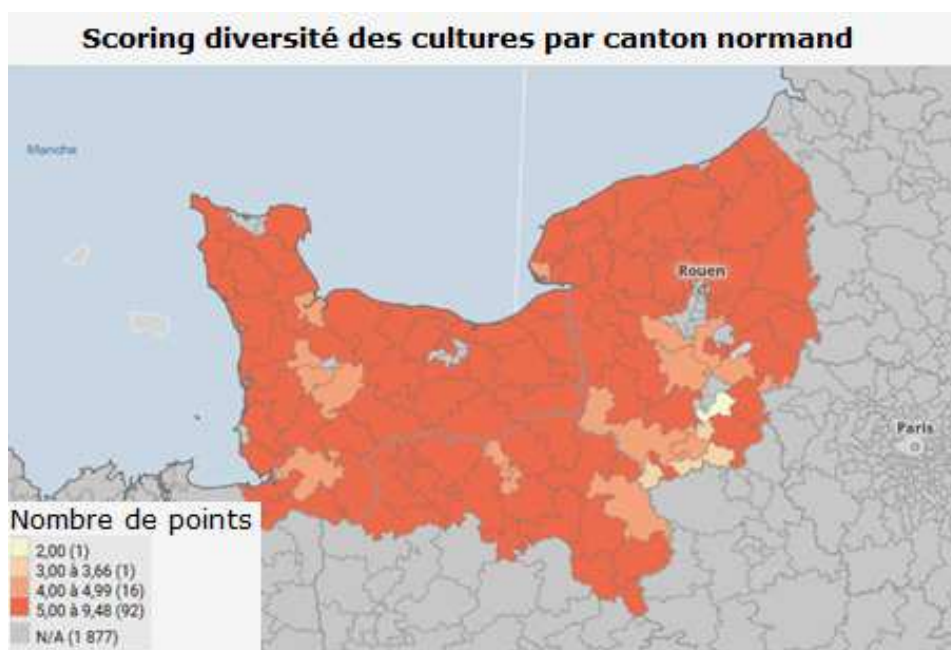 Scoring diversité des cultures par canton normand
Manche
Rouen
Paris
Nombre de points
2,00 (1)
3,00 à 3,66 (1)
4,00 à 4,99 (16)
5,00 à 9,48 (92)
N/A (1 877)